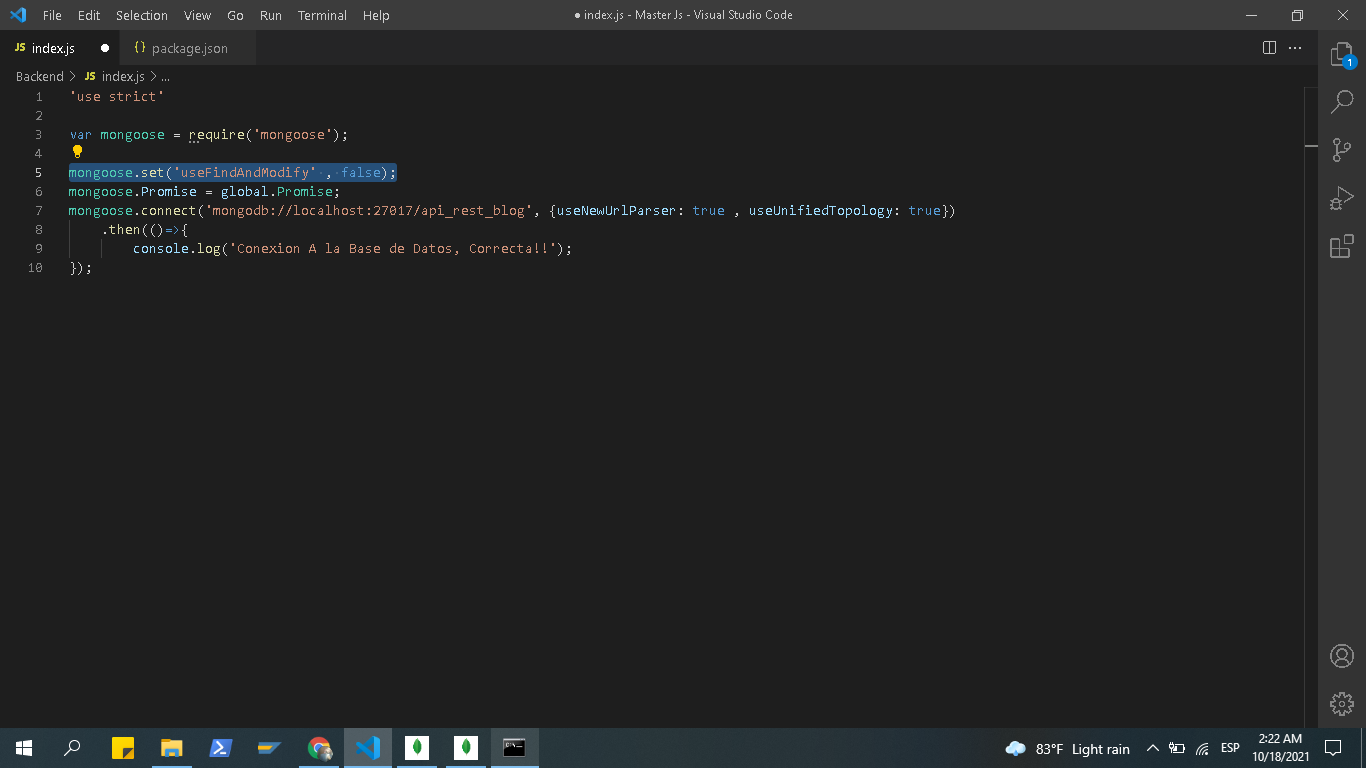 File Edit Selection View Go Run Terminal Help ● index.js - Master Js - Visual Studio Code
JS index.js ● {} package.json
Backend > JS index.js > ...
1 'use strict'
2
3 var mongoose = require('mongoose');
4
5 mongoose.set('useFindAndModify' , false);
6 mongoose.Promise = global.Promise;
7 mongoose.connect('mongodb://localhost:27017/api_rest_blog', {useNewUrlParser: true , useUnifiedTopology: true})
8 .then(()=>{
9 console.log('Conexion A la Base de Datos, Correcta!!');
10 });
1
83°F Light rain ESP 2:22 AM
10/18/2021